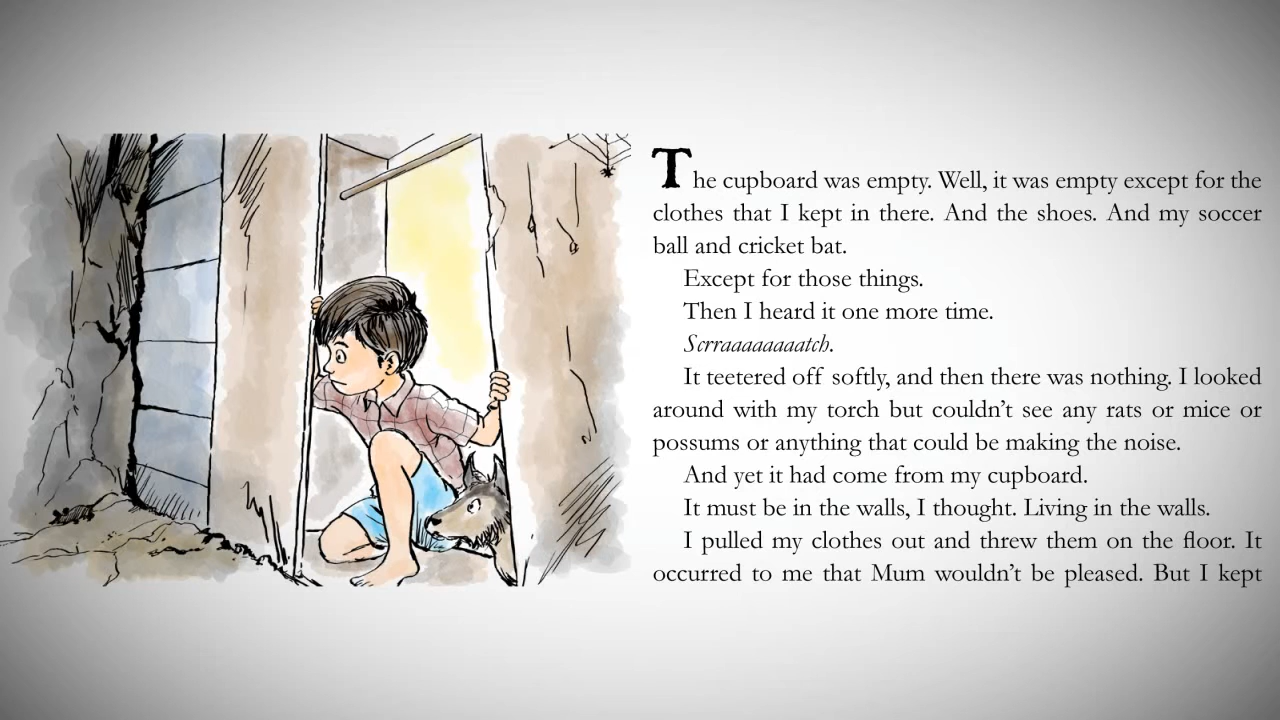 The cupboard was empty. Well, it was empty except for the
clothes that I kept in there. And the shoes. And my soccer
ball and cricket bat.
Except for those things.
Then I heard it one more time.
Scrraaaaaaaatch.
It teetered off softly, and then there was nothing. I looked
around with my torch but couldn’t see any rats or mice or
possums or anything that could be making the noise.
And yet it had come from my cupboard.
It must be in the walls, I thought. Living in the walls.
I pulled my clothes out and threw them on the floor. It
occurred to me that Mum wouldn’t be pleased. But I kept